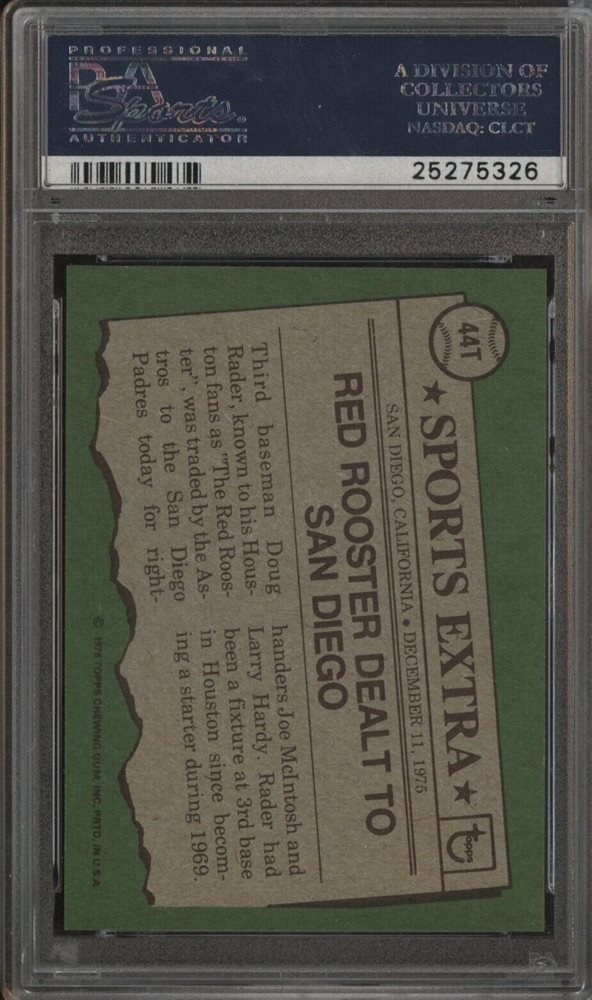 PROFESSIONAL
PSA
Sports
AUTHENTICATOR
A DIVISION OF
COLLECTORS
UNIVERSE
NASDAQ: CLCT
25275326
44T
★ SPORTS EXTRA ★
topps
SAN DIEGO, CALIFORNIA • DECEMBER 11, 1975
RED ROOSTER DEALT TO
SAN DIEGO
Third baseman Doug
Rader, known to his Hous-
ton fans as "The Red Roos-
ter", was traded by the As-
tros to the San Diego
Padres today for right-
handers Joe McIntosh and
Larry Hardy. Rader had
been a fixture at 3rd base
in Houston since becom-
ing a starter during 1969.
© 1976 TOPPS CHEWING GUM, INC. PRTD. IN U.S.A.